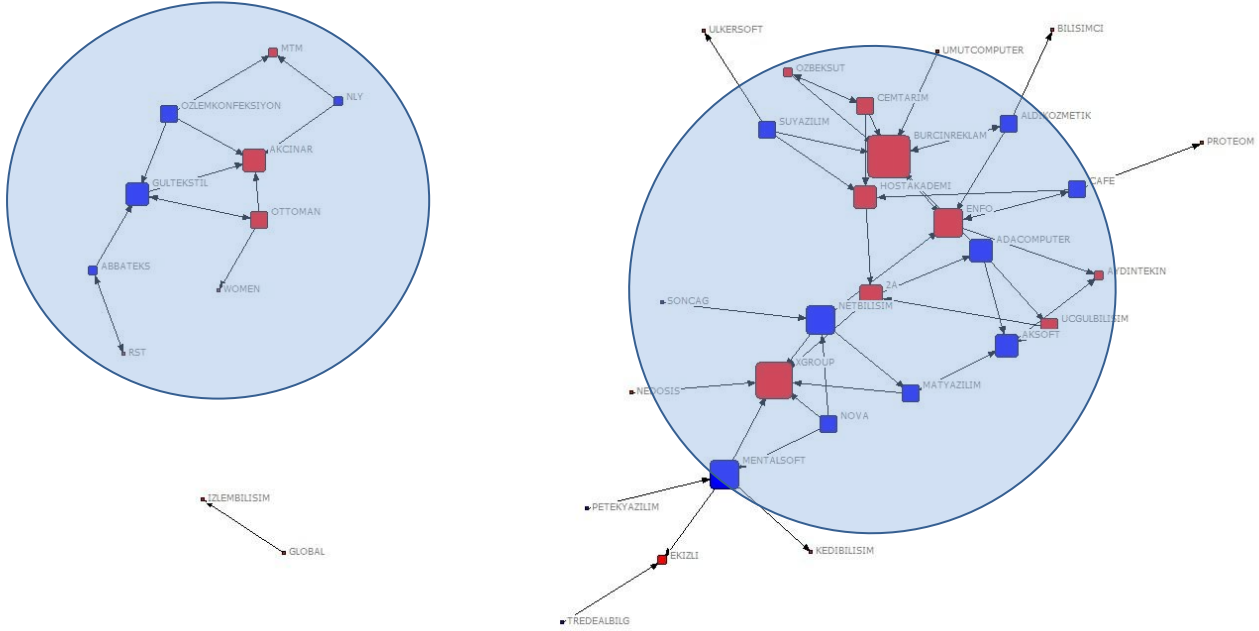 MTM
OZLEMKONFEKSIYON
NLY
AKCINAR
GULTEKSTIL
OTTOMAN
ABBATEKS
WOMEN
RST
IZLEMBILISIM
GLOBAL
ULKERSOFT
BILISIMCI
UMUTCOMPUTER
OZBEKSUT
CEMTARIM
SUYAZILIM
ALDIKOZMETIK
BURCINREKLAM
PROTEOM
CAFE
HOSTAKADEMI
ENFO
ADACOMPUTER
AYDINTEKIN
2A
SONCAG
NETBILISIM
UCGULBILISIM
AKSOFT
XGROUP
NEDOSIS
MATYAZILIM
NOVA
MENTALSOFT
PETEKYAZILIM
KEDIBILISIM
EKIZLI
TREDEALBILG